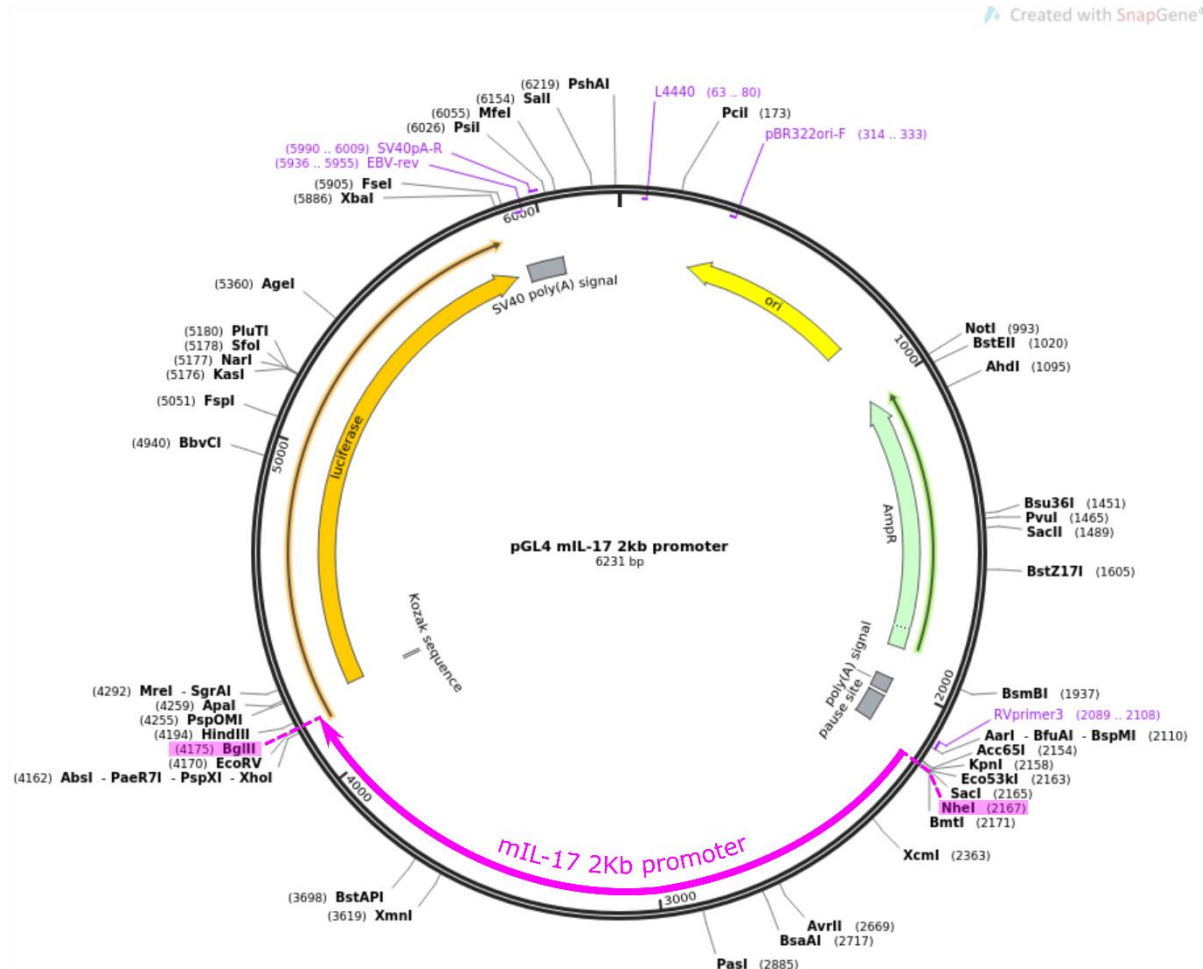 Created with SnapGene®
(6219) PshAI
(6154) SalI
(6055) MfeI
(6026) PsiI
(5990 .. 6009) SV40pA-R
(5936 .. 5955) EBV-rev
(5905) FseI
(5886) XbaI
L4440 (63 .. 80)
PciI (173)
pBR322ori-F (314 .. 333)
6000
SV40 poly(A) signal
ori
(5360) AgeI
(5180) PluTI
(5178) SfoI
(5177) NarI
(5176) KasI
(5051) FspI
(4940) BbvCI
5000
luciferase
NotI (993)
BstEII (1020)
AhdI (1095)
1000
Bsu36I (1451)
PvuI (1465)
SacII (1489)
BstZ17I (1605)
AmpR
pGL4 mIL-17 2kb promoter
6231 bp
Kozak sequence
poly(A) signal
pause site
2000
BsmBI (1937)
RVprimer3 (2089 .. 2108)
AarI - BfuAI - BspMI (2110)
Acc65I (2154)
KpnI (2158)
Eco53kI (2163)
SacI (2165)
NheI (2167)
BmtI (2171)
XcmI (2363)
(4292) MreI - SgrAI
(4259) ApaI
(4255) PspOMI
(4194) HindIII
(4175) BglII
(4170) EcoRV
(4162) AbsI - PaeR7I - PspXI - XhoI
4000
mIL-17 2Kb promoter
3000
(3698) BstAPI
(3619) XmnI
AvrII (2669)
BsaAI (2717)
PasI (2885)